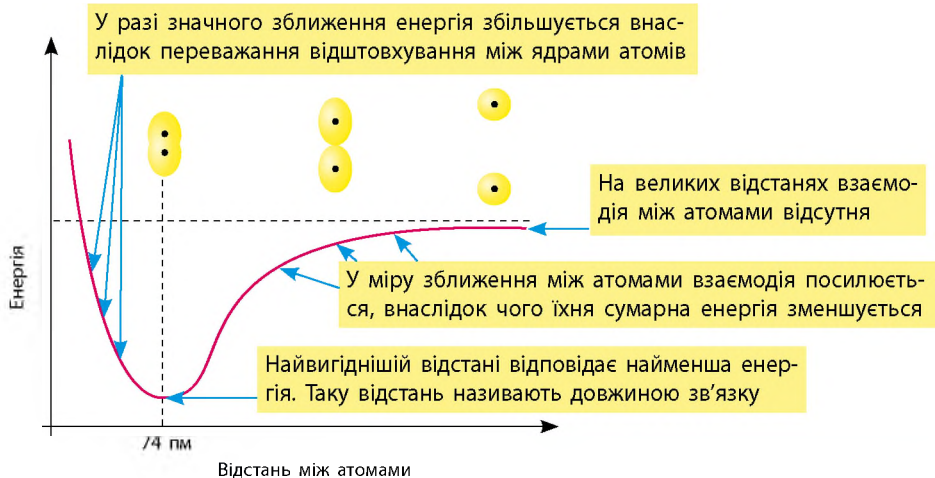 У разі значного зближення енергія збільшується внас-
лідок переважання відштовхування між ядрами атомів
На великих відстанях взаємо-
дія між атомами відсутня
У міру зближення між атомами взаємодія посилюєть-
ся, внаслідок чого їхня сумарна енергія зменшується
Найвигіднішій відстані відповідає найменша енер-
гія. Таку відстань називають довжиною зв'язку
Енергія
74 пм
Відстань між атомами